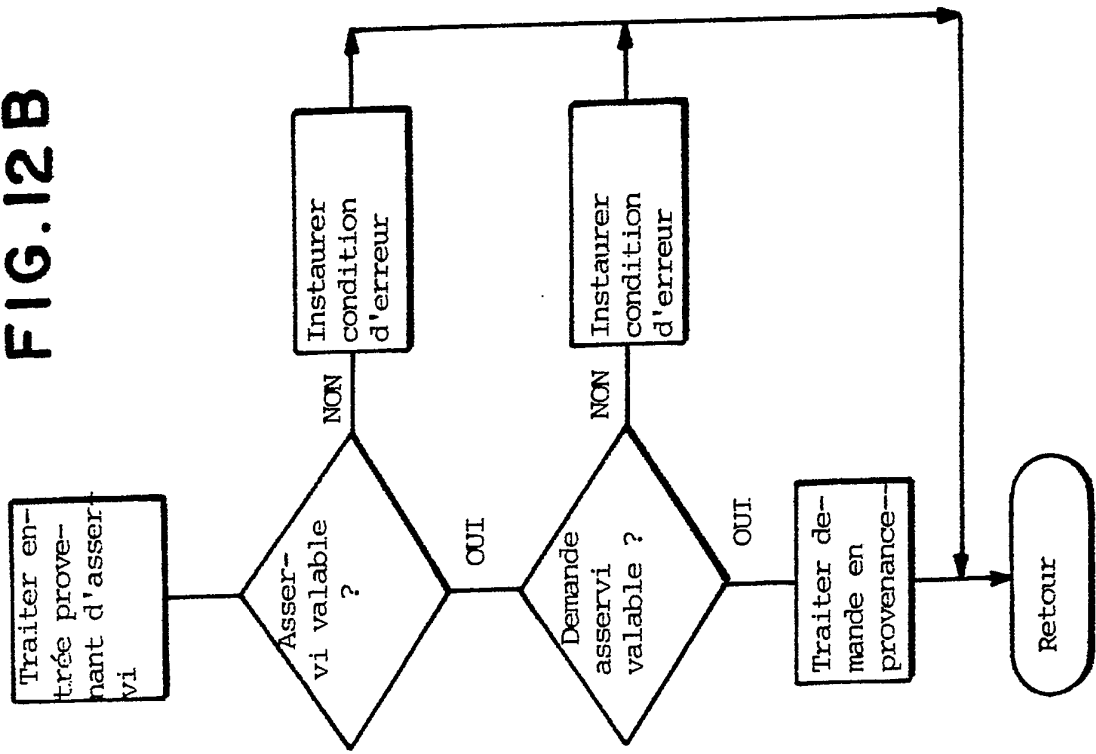 FIG.12B
Traiter en-
trée prove-
nant d'asser-
vi
Asser-
vi valable
?
NON
Instaurer
condition
d'erreur
OUI
Demande
asservi
valable ?
NON
Instaurer
condition
d'erreur
OUI
Traiter de-
mande en
provenance--
Retour